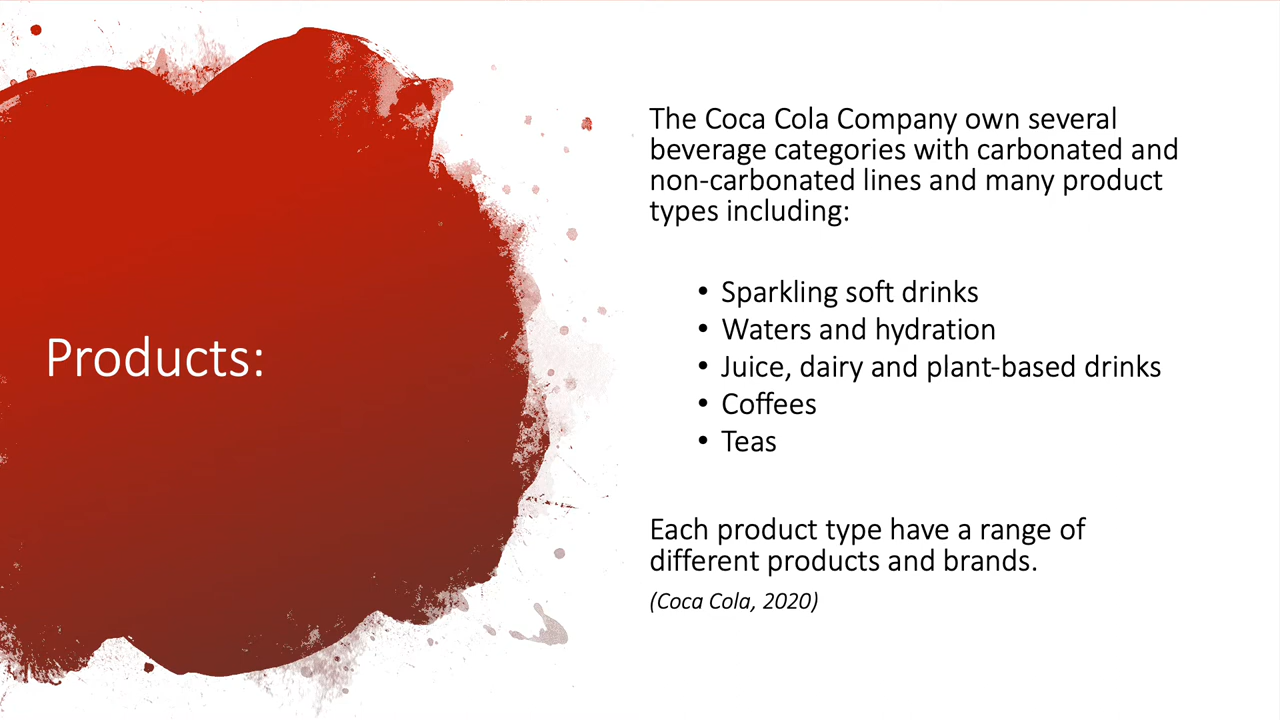 Products:
The Coca Cola Company own several
beverage categories with carbonated and
non-carbonated lines and many product
types including:
• Sparkling soft drinks
• Waters and hydration
• Juice, dairy and plant-based drinks
• Coffees
• Teas
Each product type have a range of
different products and brands.
(Coca Cola, 2020)